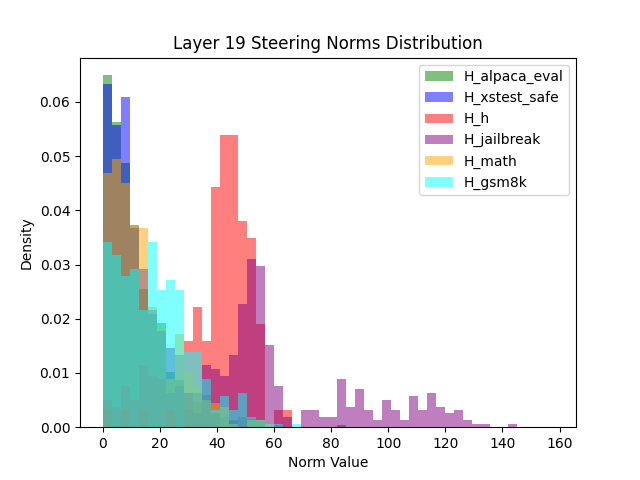 Layer 19 Steering Norms Distribution
H_alpaca_eval
H_xstest_safe
H_h
H_jailbreak
H_math
H_gsm8k
Density
0.06
0.05
0.04
0.03
0.02
0.01
0.00
0 20 40 60 80 100 120 140 160
Norm Value